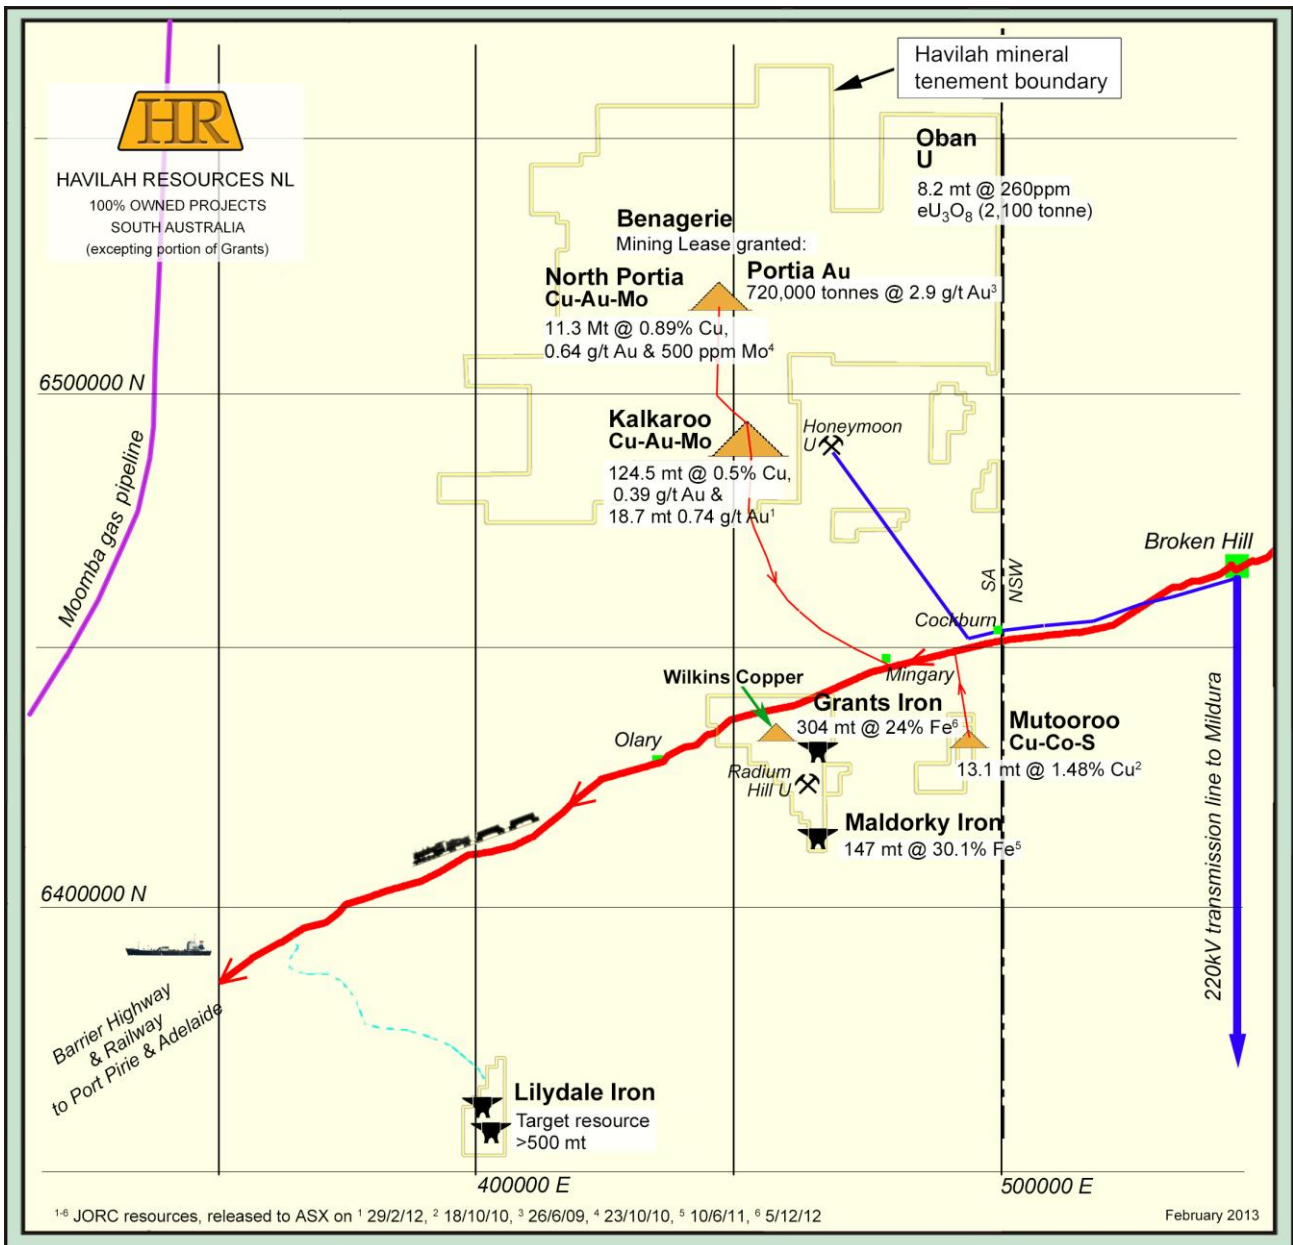 Havilah mineral
tenement boundary
HR
HAVILAH RESOURCES NL
100% OWNED PROJECTS
SOUTH AUSTRALIA
(excepting portion of Grants)
Oban
U
8.2 mt @ 260ppm
eU₃O₈ (2,100 tonne)
Benagerie
Mining Lease granted:
North Portia
Cu-Au-Mo
11.3 Mt @ 0.89% Cu,
0.64 g/t Au & 500 ppm Mo⁴
Portia Au
720,000 tonnes @ 2.9 g/t Au³
6500000 N
Kalkaroo
Cu-Au-Mo
124.5 mt @ 0.5% Cu,
0.39 g/t Au &
18.7 mt 0.74 g/t Au¹
Honeymoon
U
Moomba gas pipeline
Broken Hill
SA
NSW
Cockburn
Mingary
Wilkins Copper
Grants Iron
304 mt @ 24% Fe⁶
Mutooroo
Cu-Co-S
13.1 mt @ 1.48% Cu²
Olary
Radium
Hill U
Maldorky Iron
147 mt @ 30.1% Fe⁵
6400000 N
220kV transmission line to Mildura
Barrier Highway
& Railway
to Port Pirie & Adelaide
Lilydale Iron
Target resource
>500 mt
400000 E
500000 E
¹⁻⁶ JORC resources, released to ASX on ¹ 29/2/12, ² 18/10/10, ³ 26/6/09, ⁴ 23/10/10, ⁵ 10/6/11, ⁶ 5/12/12
February 2013